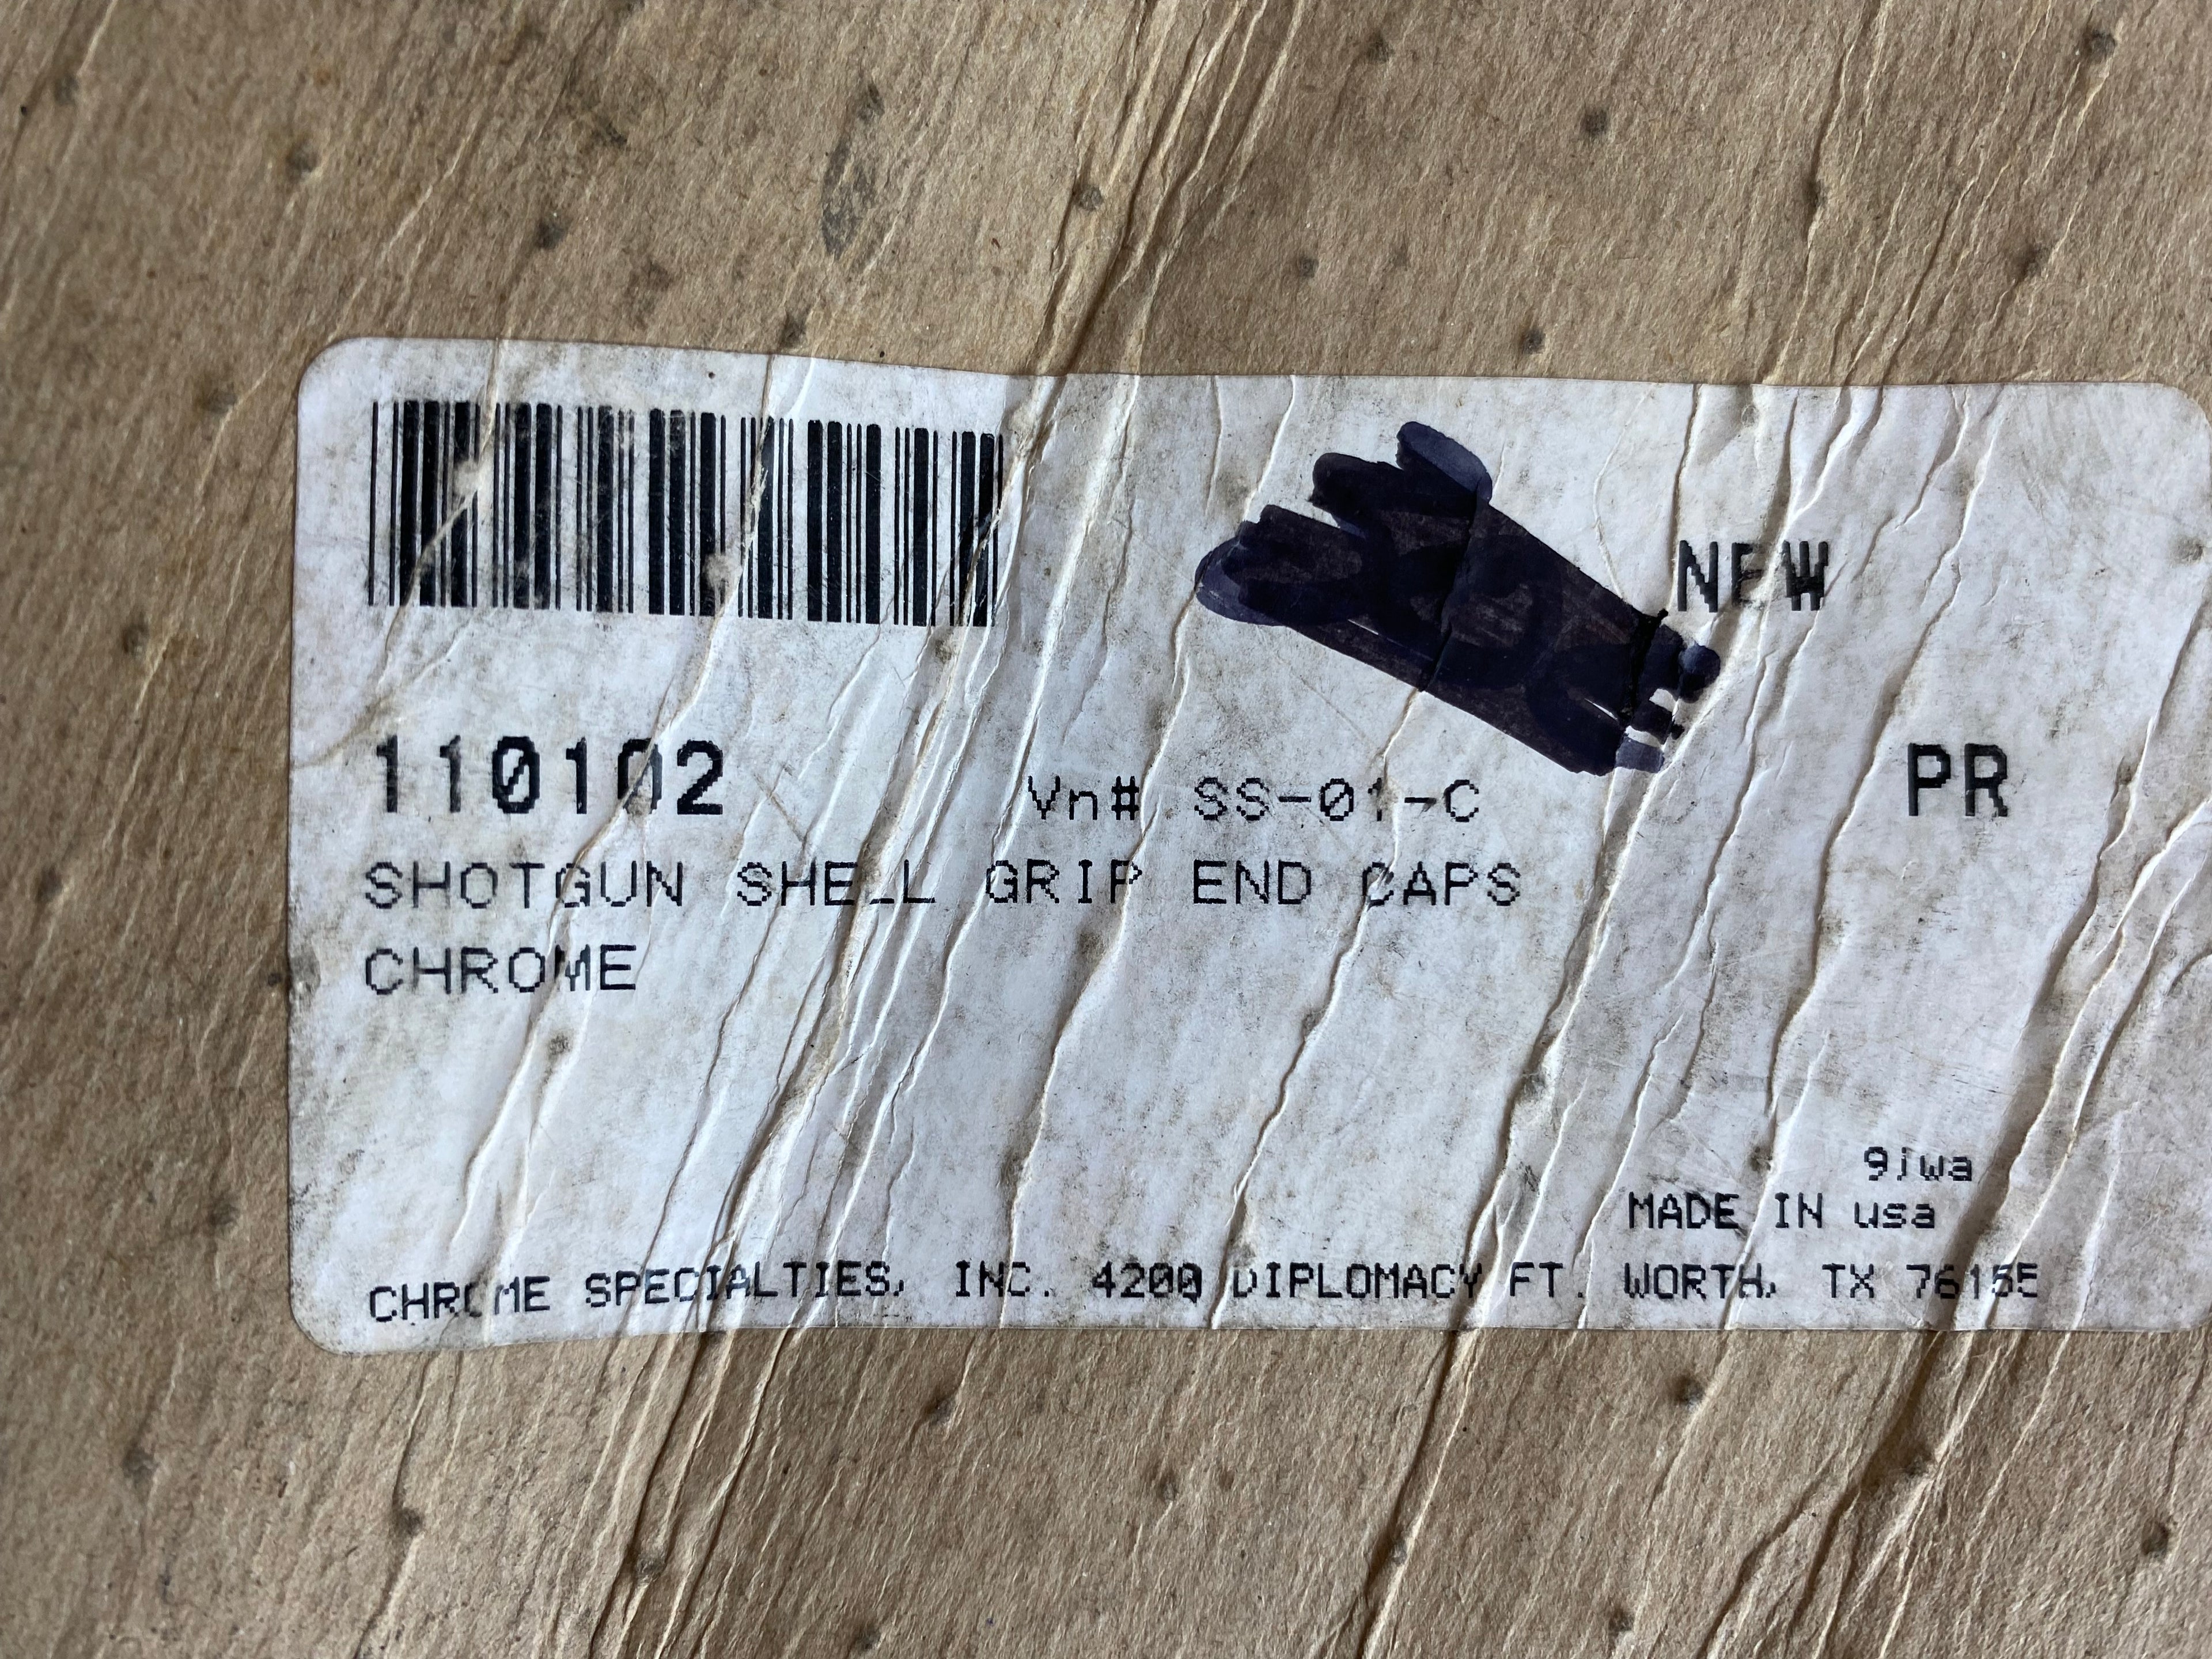 NEW
110102 Vn# SS-01-C PR
SHOTGUN SHELL GRIP END CAPS
CHROME
9iwa
MADE IN usa
CHROME SPECIALTIES, INC. 4200 DIPLOMACY FT. WORTH, TX 76155